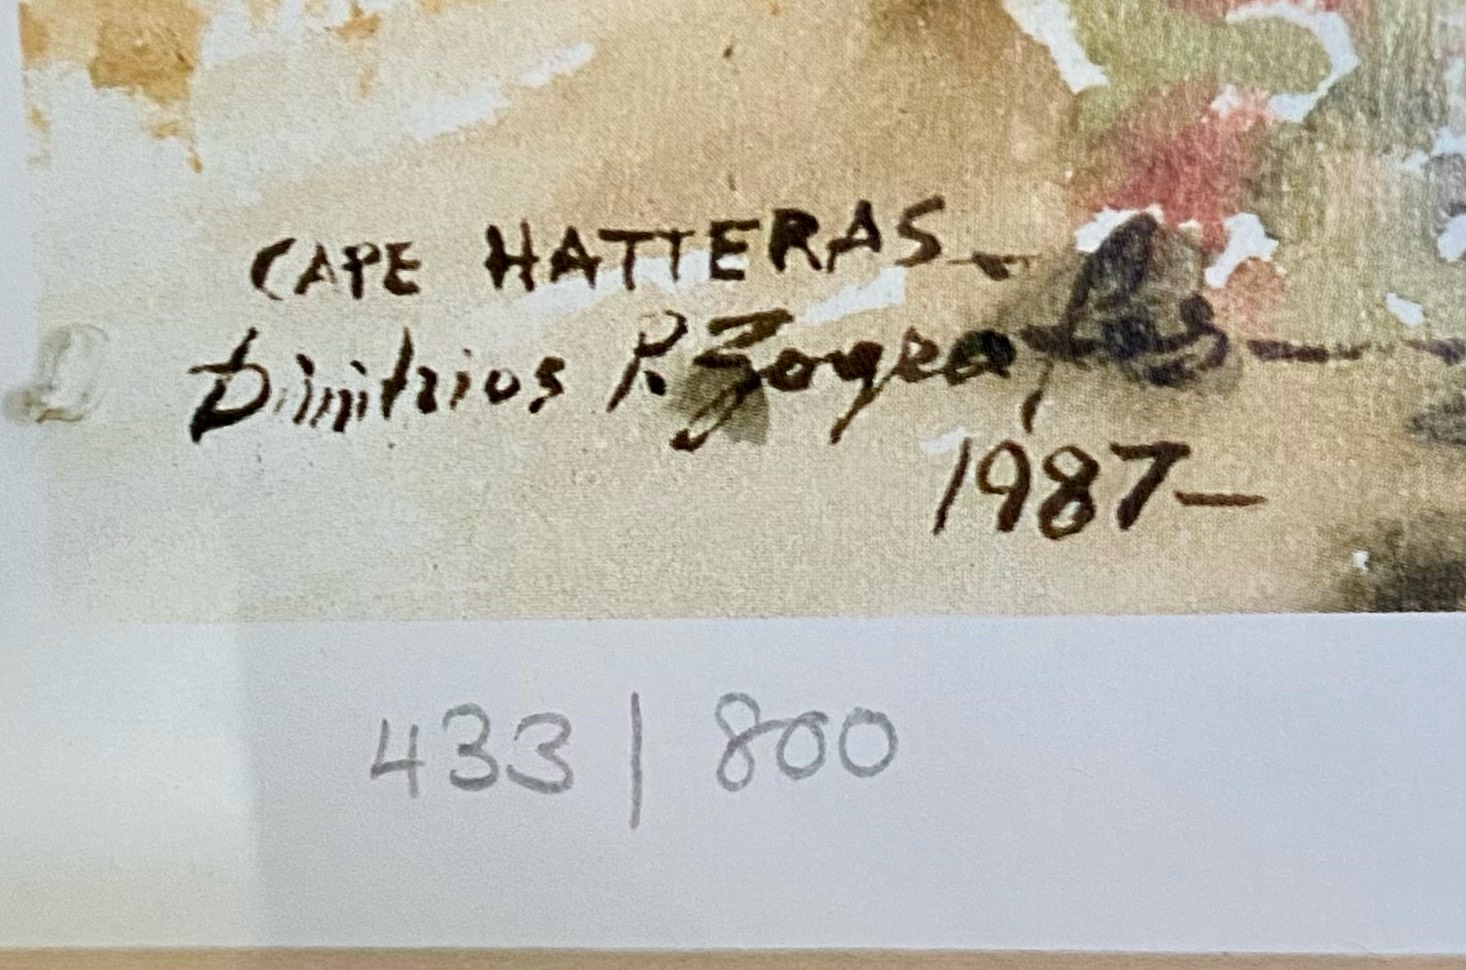 CAPE HATTERAS –
Dimitrios P. Zografos –
1987 –
433 | 800